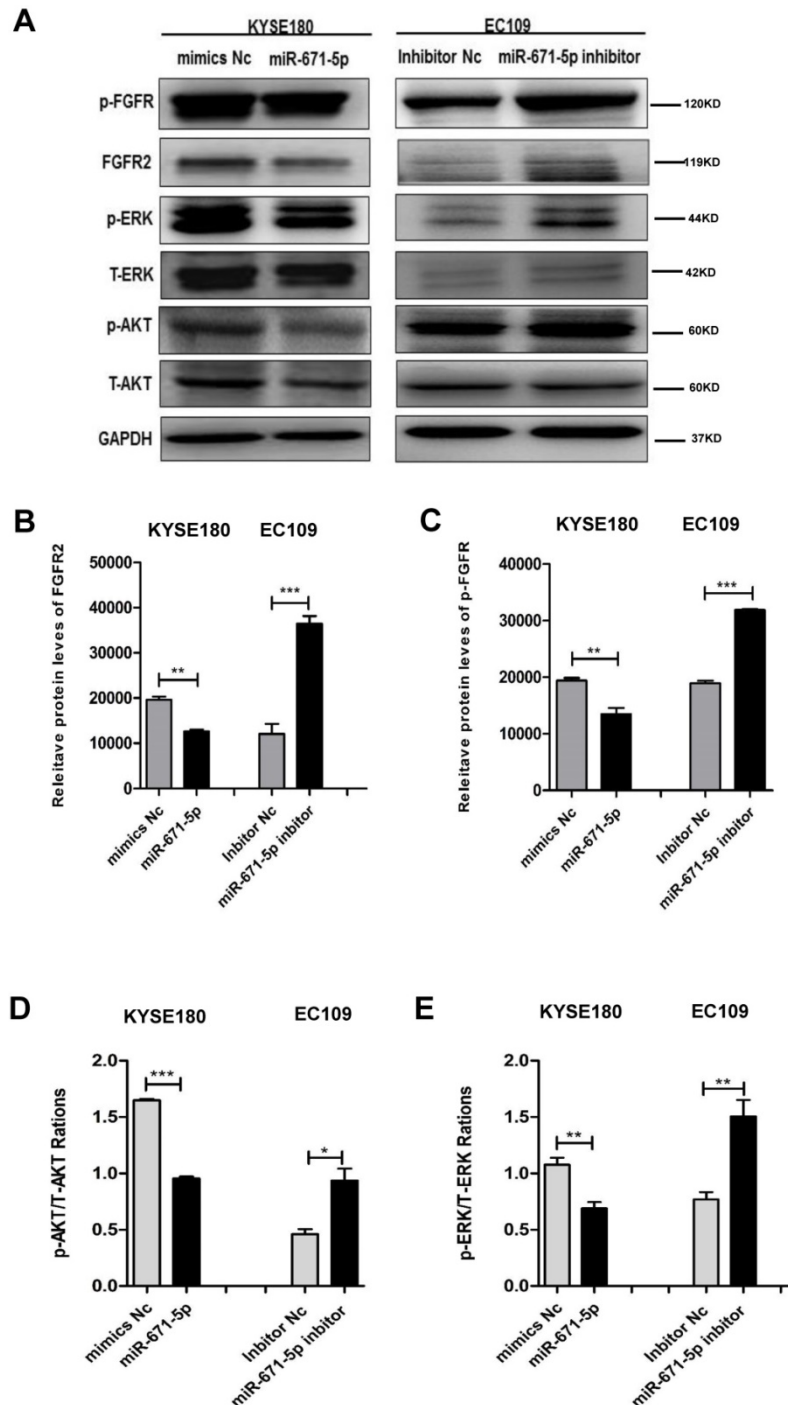 A
KYSE180 EC109
mimics Nc miR-671-5p Inhibitor Nc miR-671-5p inhibitor
p-FGFR 120KD
FGFR2 119KD
p-ERK 44KD
T-ERK 42KD
p-AKT 60KD
T-AKT 60KD
GAPDH 37KD
B
KYSE180 EC109
Releitave protein leves of FGFR2
50000
40000
30000
20000
10000
0
** ***
mimics Nc
miR-671-5p
Inbitor Nc
miR-671-5p inbitor
C
KYSE180 EC109
Releitave protein leves of p-FGFR
40000
30000
20000
10000
0
** ***
mimics Nc
miR-671-5p
Inbitor Nc
miR-671-5p inbitor
D
KYSE180 EC109
p-AKT/T-AKT Rations
2.0
1.5
1.0
0.5
0.0
*** *
mimics Nc
miR-671-5p
Inbitor Nc
miR-671-5p inbitor
E
KYSE180 EC109
p-ERK/T-ERK Rations
2.0
1.5
1.0
0.5
0.0
** **
mimics Nc
miR-671-5p
Inbitor Nc
miR-671-5p inbitor